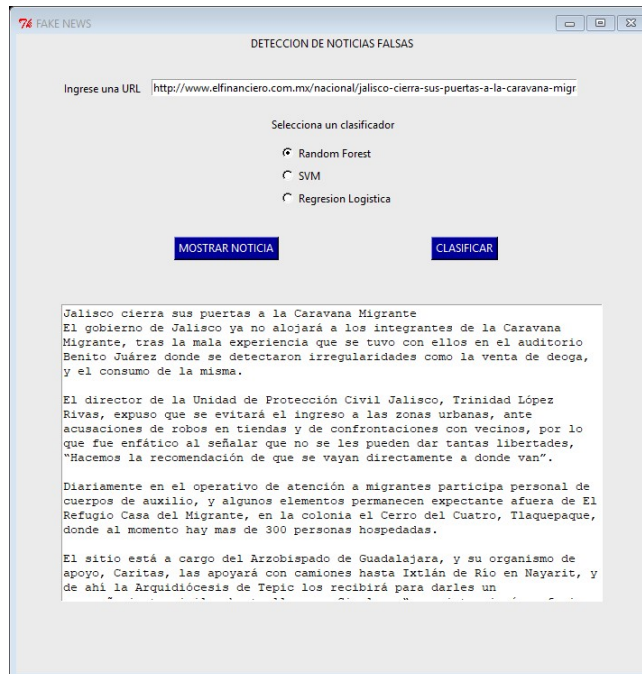 FAKE NEWS
DETECCION DE NOTICIAS FALSAS
Ingrese una URL http://www.elfinanciero.com.mx/nacional/jalisco-cierra-sus-puertas-a-la-caravana-migr
Selecciona un clasificador
Random Forest
SVM
Regresion Logistica
MOSTRAR NOTICIA CLASIFICAR
Jalisco cierra sus puertas a la Caravana Migrante
El gobierno de Jalisco ya no alojará a los integrantes de la Caravana
Migrante, tras la mala experiencia que se tuvo con ellos en el auditorio
Benito Juárez donde se detectaron irregularidades como la venta de deoga,
y el consumo de la misma.
El director de la Unidad de Protección Civil Jalisco, Trinidad López
Rivas, expuso que se evitará el ingreso a las zonas urbanas, ante
acusaciones de robos en tiendas y de confrontaciones con vecinos, por lo
que fue enfático al señalar que no se les pueden dar tantas libertades,
"Hacemos la recomendación de que se vayan directamente a donde van".
Diariamente en el operativo de atención a migrantes participa personal de
cuerpos de auxilio, y algunos elementos permanecen expectante afuera de El
Refugio Casa del Migrante, en la colonia el Cerro del Cuatro, Tlaquepaque,
donde al momento hay mas de 300 personas hospedadas.
El sitio está a cargo del Arzobispado de Guadalajara, y su organismo de
apoyo, Caritas, las apoyará con camiones hasta Ixtlán de Río en Nayarit, y
de ahí la Arquidiócesis de Tepic los recibirá para darles un